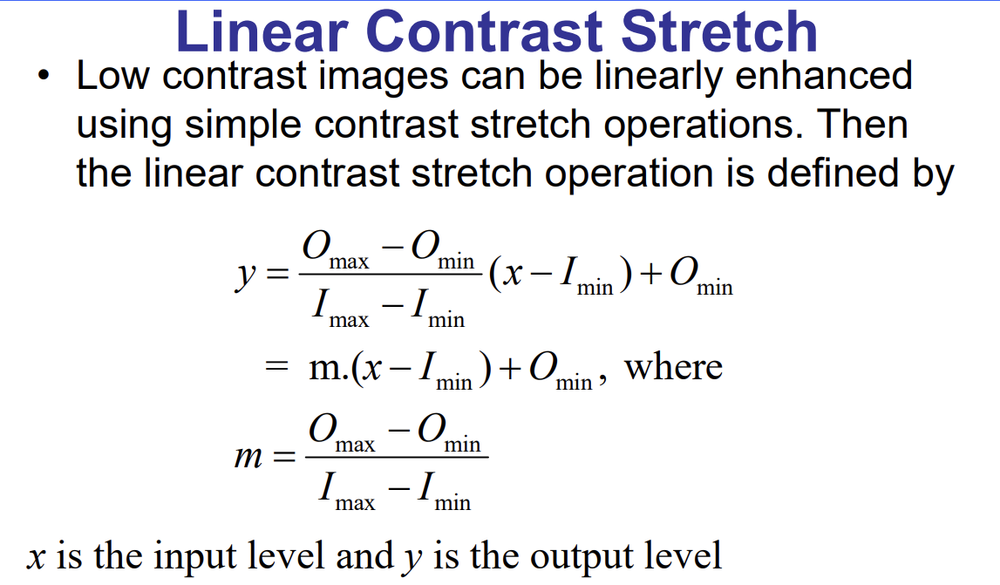 Linear Contrast Stretch
• Low contrast images can be linearly enhanced
using simple contrast stretch operations. Then
the linear contrast stretch operation is defined by
y = \frac{O_{max} - O_{min}}{I_{max} - I_{min}} (x - I_{min}) + O_{min}
= m.(x - I_{min}) + O_{min}, where
m = \frac{O_{max} - O_{min}}{I_{max} - I_{min}}
x is the input level and y is the output level